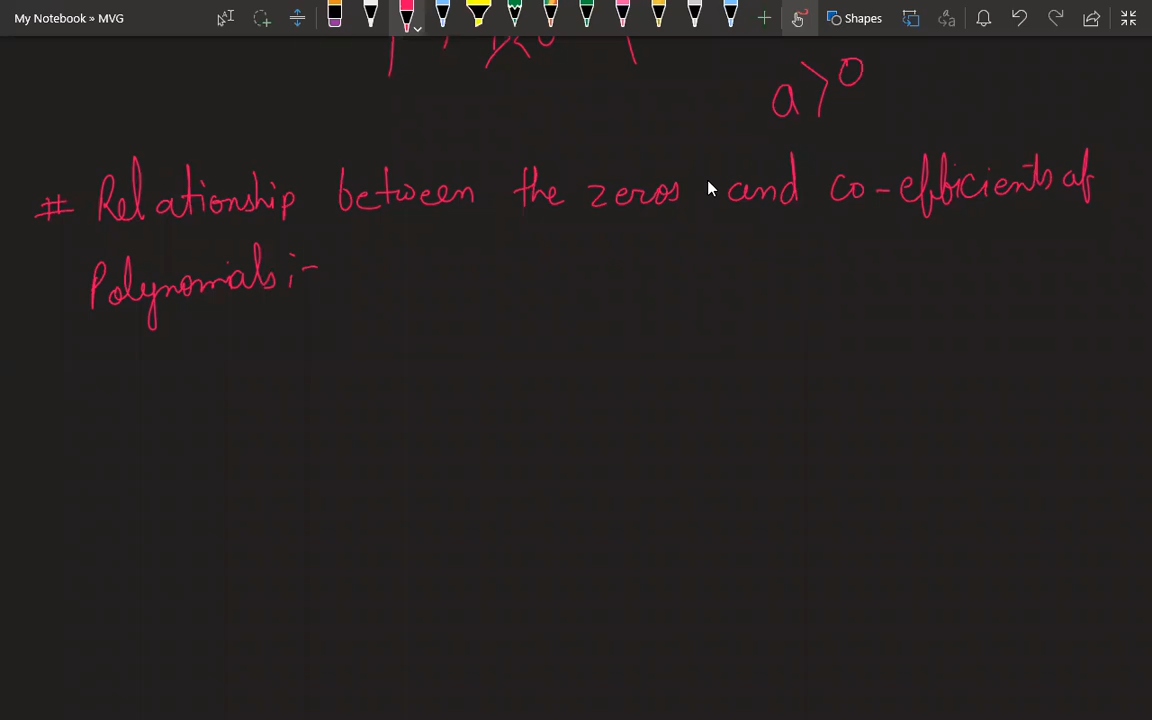 My Notebook » MVG
Shapes
a>0
# Relationship between the zeros and co-efficients of
Polynomials :-